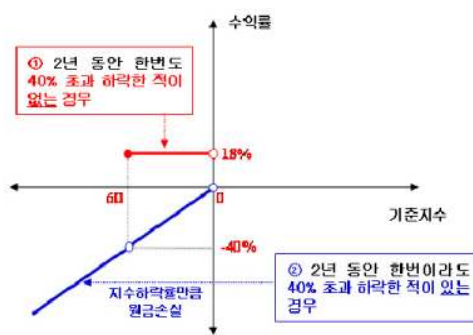 수익률
① 2년 동안 한번도
40% 초과 하락한 적이
없는 경우
18%
60
0
기준지수
-40%
지수하락률만큼
원금손실
② 2년 동안 한번이라도
40% 초과 하락한 적이 있는
경우